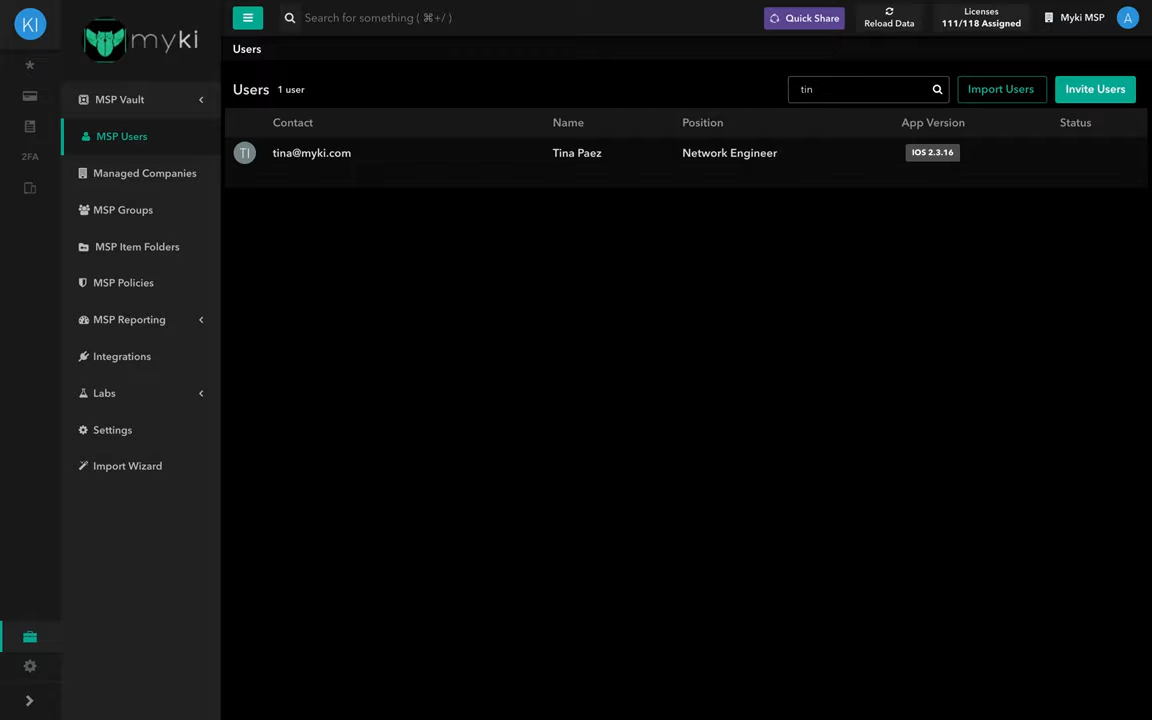 KI
myki
Search for something ( ⌘+/ )
Quick Share
Reload Data
Licenses
111/118 Assigned
Myki MSP
A
Users
2FA
MSP Vault
MSP Users
Managed Companies
MSP Groups
MSP Item Folders
MSP Policies
MSP Reporting
Integrations
Labs
Settings
Import Wizard
Users 1 user
tin
Import Users
Invite Users
Contact Name Position App Version Status
TI tina@myki.com Tina Paez Network Engineer IOS 2.3.16